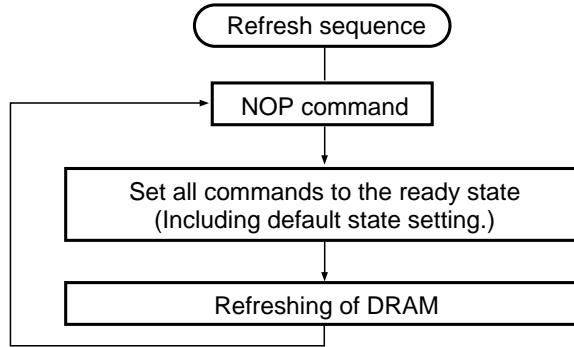 Refresh sequence
NOP command
Set all commands to the ready state
(Including default state setting.)
Refreshing of DRAM